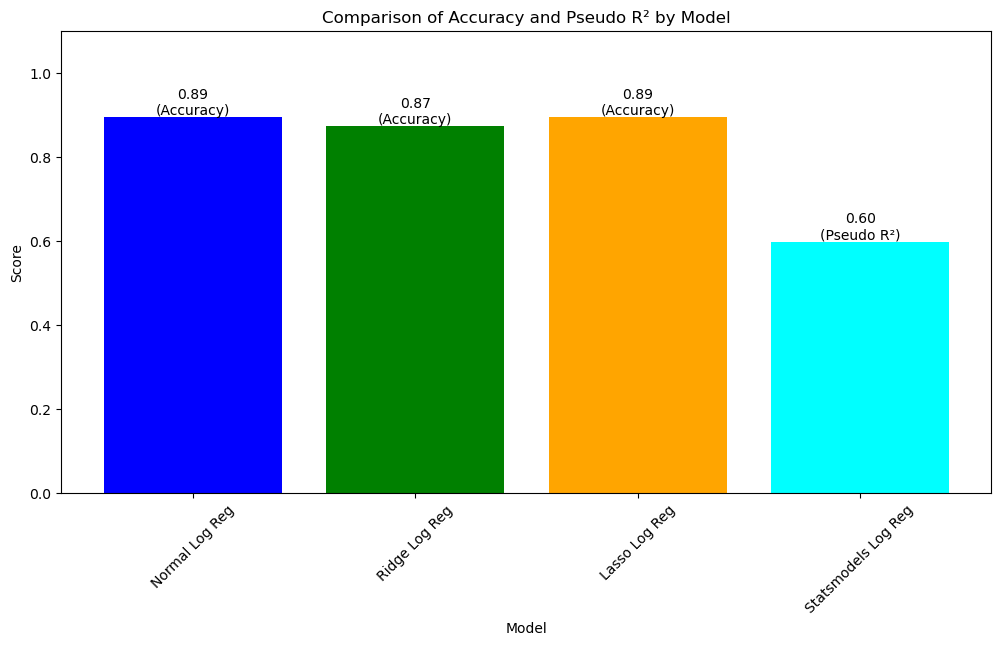 Comparison of Accuracy and Pseudo R² by Model
Score
1.0
0.8
0.6
0.4
0.2
0.0
0.89
(Accuracy)
0.87
(Accuracy)
0.89
(Accuracy)
0.60
(Pseudo R²)
Normal Log Reg
Ridge Log Reg
Lasso Log Reg
Statsmodels Log Reg
Model